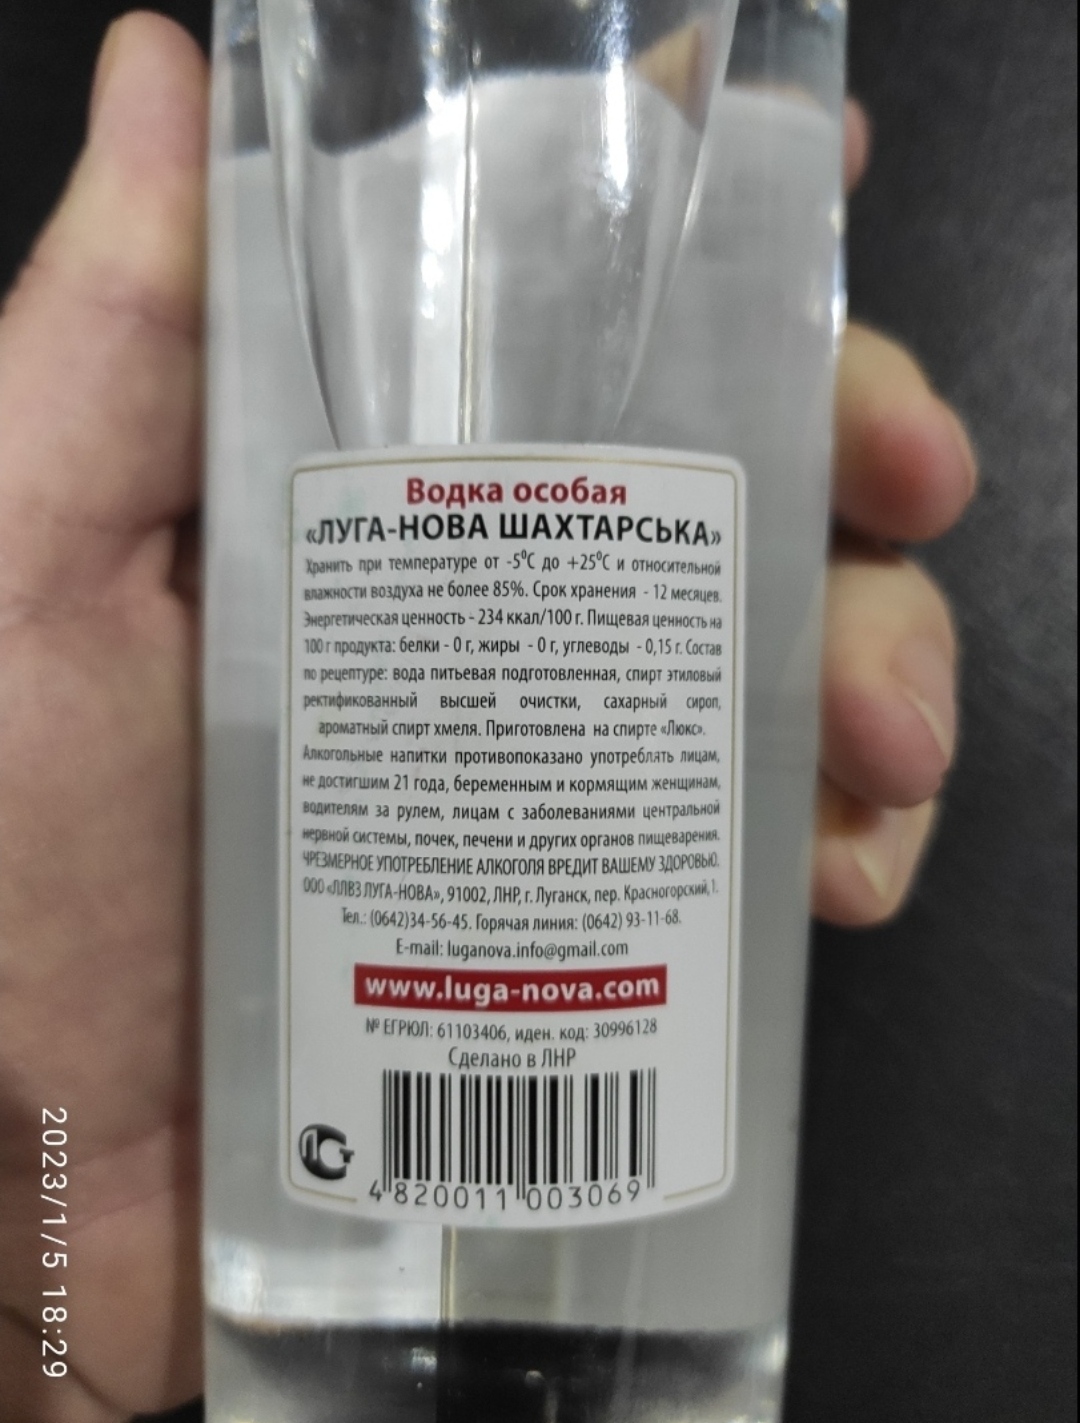 Водка особая
«ЛУГА-НОВА ШАХТАРСЬКА»
Хранить при температуре от -5⁰С до +25⁰С и относительной
влажности воздуха не более 85%. Срок хранения - 12 месяцев.
Энергетическая ценность - 234 ккал/100 г. Пищевая ценность на
100 г продукта: белки - 0 г, жиры - 0 г, углеводы - 0,15 г. Состав
по рецептуре: вода питьевая подготовленная, спирт этиловый
ректификованный высшей очистки, сахарный сироп,
ароматный спирт хмеля. Приготовлена на спирте «Люкс».
Алкогольные напитки противопоказано употреблять лицам,
не достигшим 21 года, беременным и кормящим женщинам,
водителям за рулем, лицам с заболеваниями центральной
нервной системы, почек, печени и других органов пищеварения.
ЧРЕЗМЕРНОЕ УПОТРЕБЛЕНИЕ АЛКОГОЛЯ ВРЕДИТ ВАШЕМУ ЗДОРОВЬЮ.
ООО «ЛЛВЗ ЛУГА-НОВА», 91002, ЛНР, г. Луганск, пер. Красногорский, 1.
Тел.: (0642)34-56-45. Горячая линия: (0642) 93-11-68.
E-mail: luganova.info@gmail.com
www.luga-nova.com
№ ЕГРЮЛ: 61103406, иден. код: 30996128
Сделано в ЛНР
4 820011 003069
2023/1/5 18:29